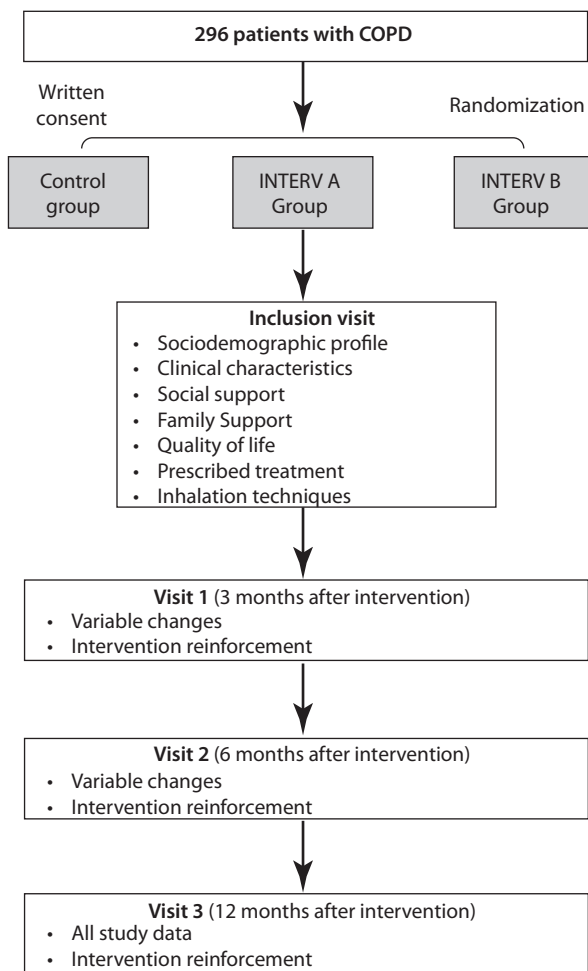 296 patients with COPD
Written
consent
Randomization
Control
group
INTERV A
Group
INTERV B
Group
Inclusion visit
• Sociodemographic profile
• Clinical characteristics
• Social support
• Family Support
• Quality of life
• Prescribed treatment
• Inhalation techniques
Visit 1 (3 months after intervention)
• Variable changes
• Intervention reinforcement
Visit 2 (6 months after intervention)
• Variable changes
• Intervention reinforcement
Visit 3 (12 months after intervention)
• All study data
• Intervention reinforcement